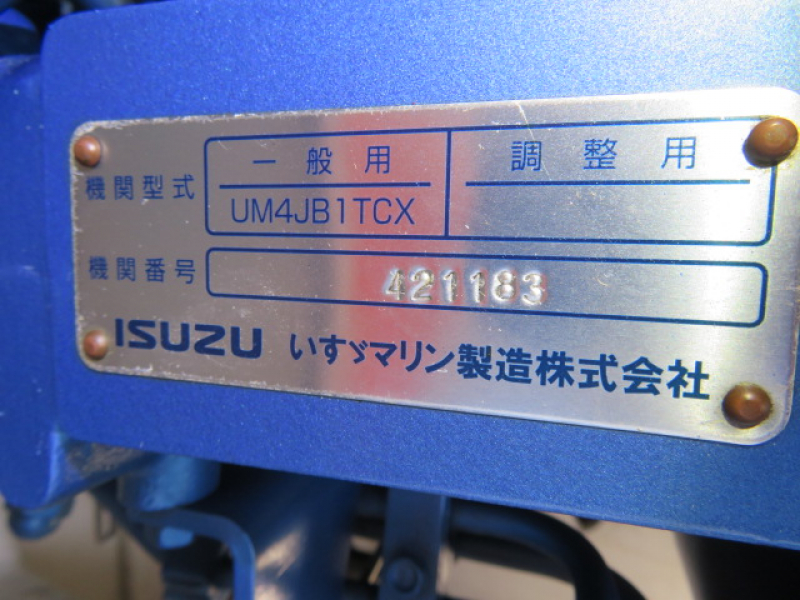 機関型式 一般用 調整用
UM4JB1TCX
機関番号 421183
ISUZU いすゞマリン製造株式会社